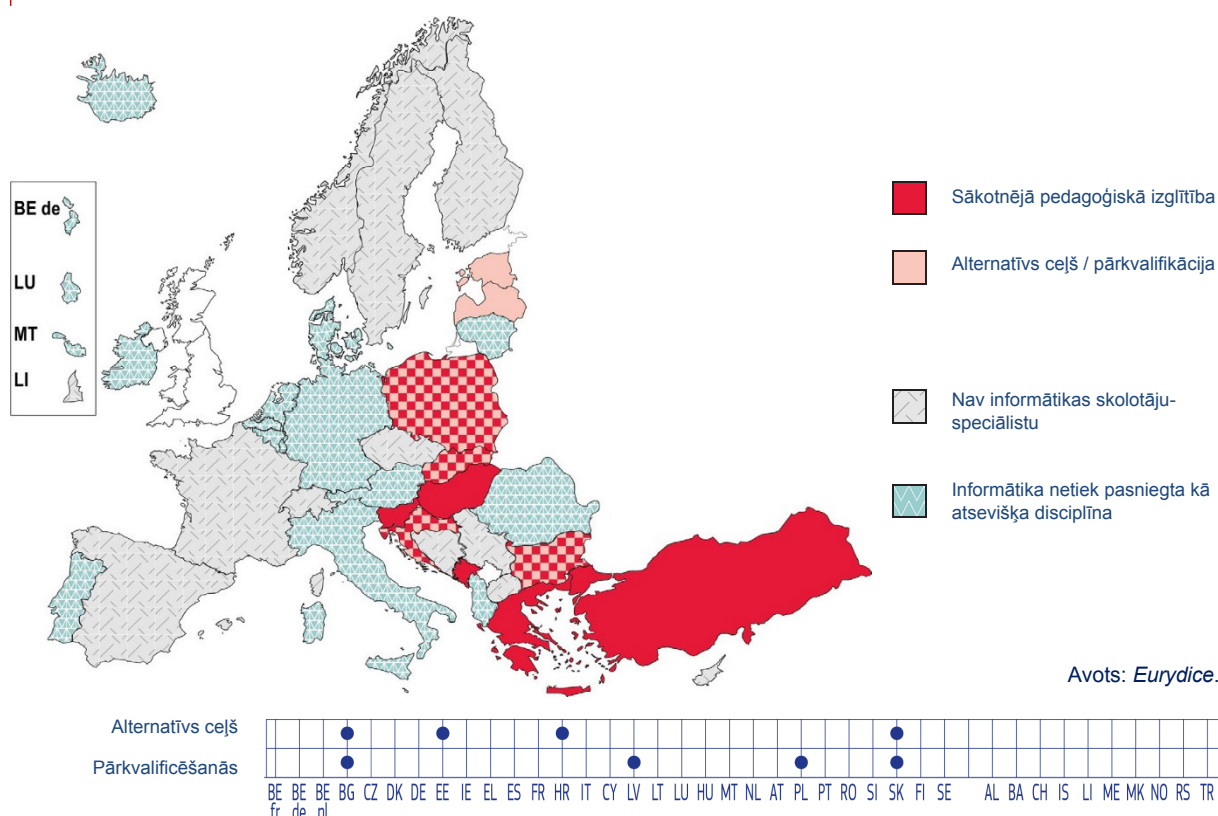 BE de
LU
MT
LI
Sākotnējā pedagoģiskā izglītība
Alternatīvs ceļš / pārkvalifikācija
Nav informātikas skolotāju-
speciālistu
Informātika netiek pasniegta kā
atsevišķa disciplīna
Avots: Eurydice.
Alternatīvs ceļš
Pārkvalificēšanās
BE BE BE BG CZ DK DE EE IE EL ES FR HR IT CY LV LT LU HU MT NL AT PL PT RO SI SK FI SE AL BA CH IS LI ME MK NO RS TR
fr de nl